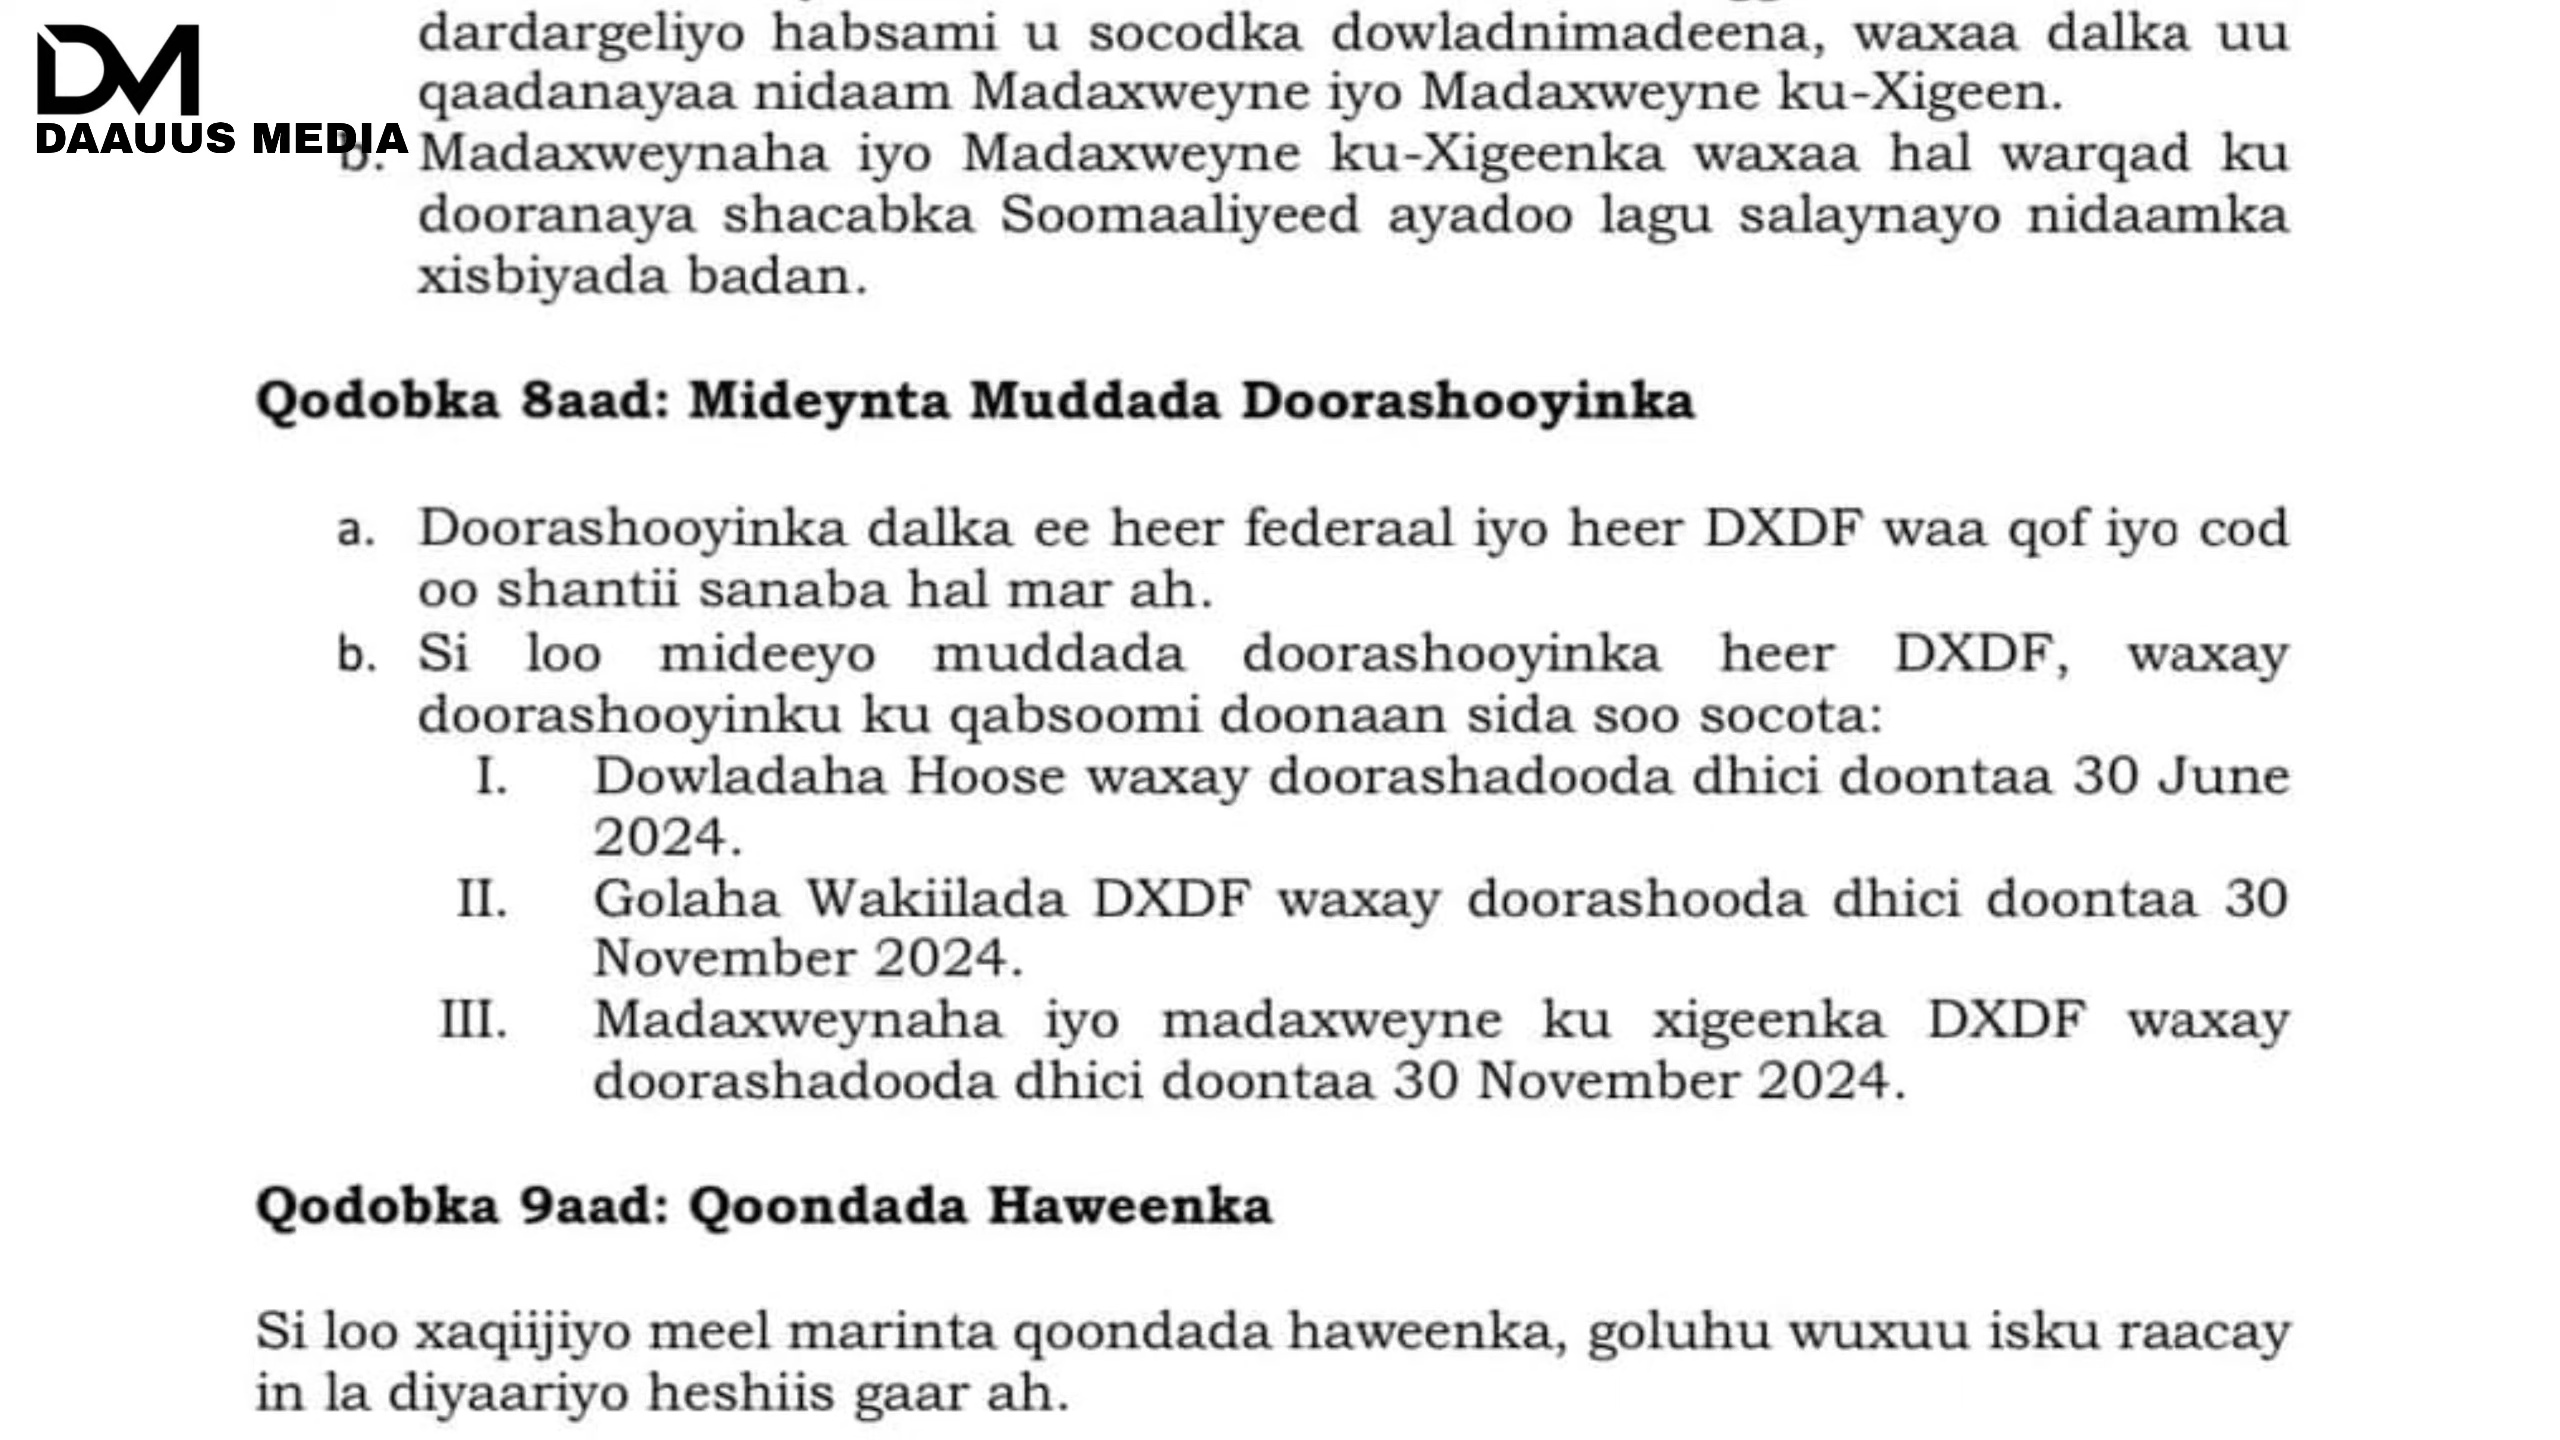 DM
DAAUUS MEDIA
dardargeliyo habsami u socodka dowladnimadeena, waxaa dalka uu
qaadanayaa nidaam Madaxweyne iyo Madaxweyne ku-Xigeen.
b. Madaxweynaha iyo Madaxweyne ku-Xigeenka waxaa hal warqad ku
dooranaya shacabka Soomaaliyeed ayadoo lagu salaynayo nidaamka
xisbiyada badan.
Qodobka 8aad: Mideynta Muddada Doorashooyinka
a. Doorashooyinka dalka ee heer federaal iyo heer DXDF waa qof iyo cod
oo shantii sanaba hal mar ah.
b. Si loo mideeyo muddada doorashooyinka heer DXDF, waxay
doorashooyinku ku qabsoomi doonaan sida soo socota:
I. Dowladaha Hoose waxay doorashadooda dhici doontaa 30 June
2024.
II. Golaha Wakiilada DXDF waxay doorashooda dhici doontaa 30
November 2024.
III. Madaxweynaha iyo madaxweyne ku xigeenka DXDF waxay
doorashadooda dhici doontaa 30 November 2024.
Qodobka 9aad: Qoondada Haweenka
Si loo xaqiijiyo meel marinta qoondada haweenka, goluhu wuxuu isku raacay
in la diyaariyo heshiis gaar ah.